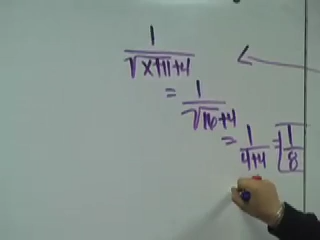 1/(√x+11+4)
= 1/(√16+4)
= 1/(4+4) = 1/8